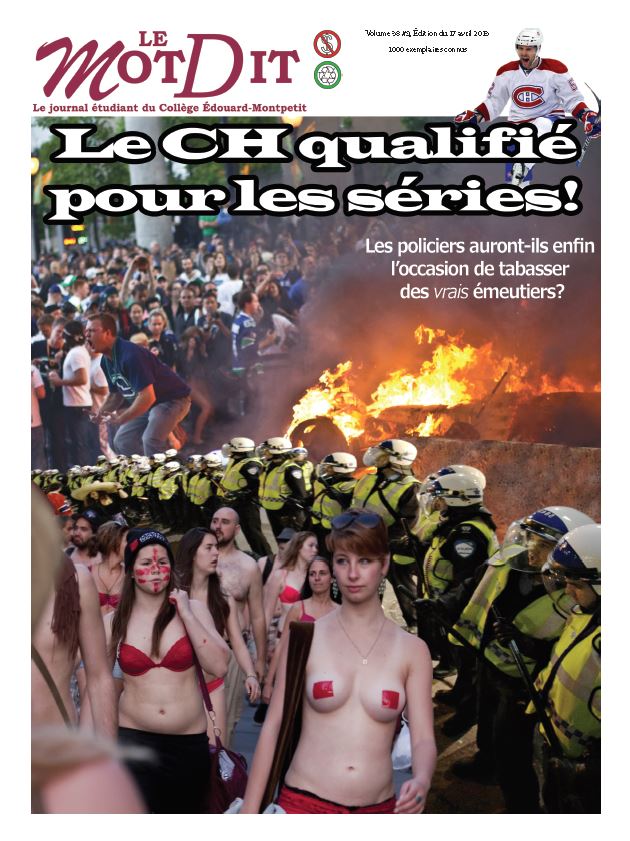 LE
MOTDIT
Le journal étudiant du Collège Édouard-Montpetit
Volume 38 #9, Édition du 17 avril 2013
1000 exemplaires connus
Le CH qualifié
pour les séries!
Les policiers auront-ils enfin
l'occasion de tabasser
des vrais émeutiers?